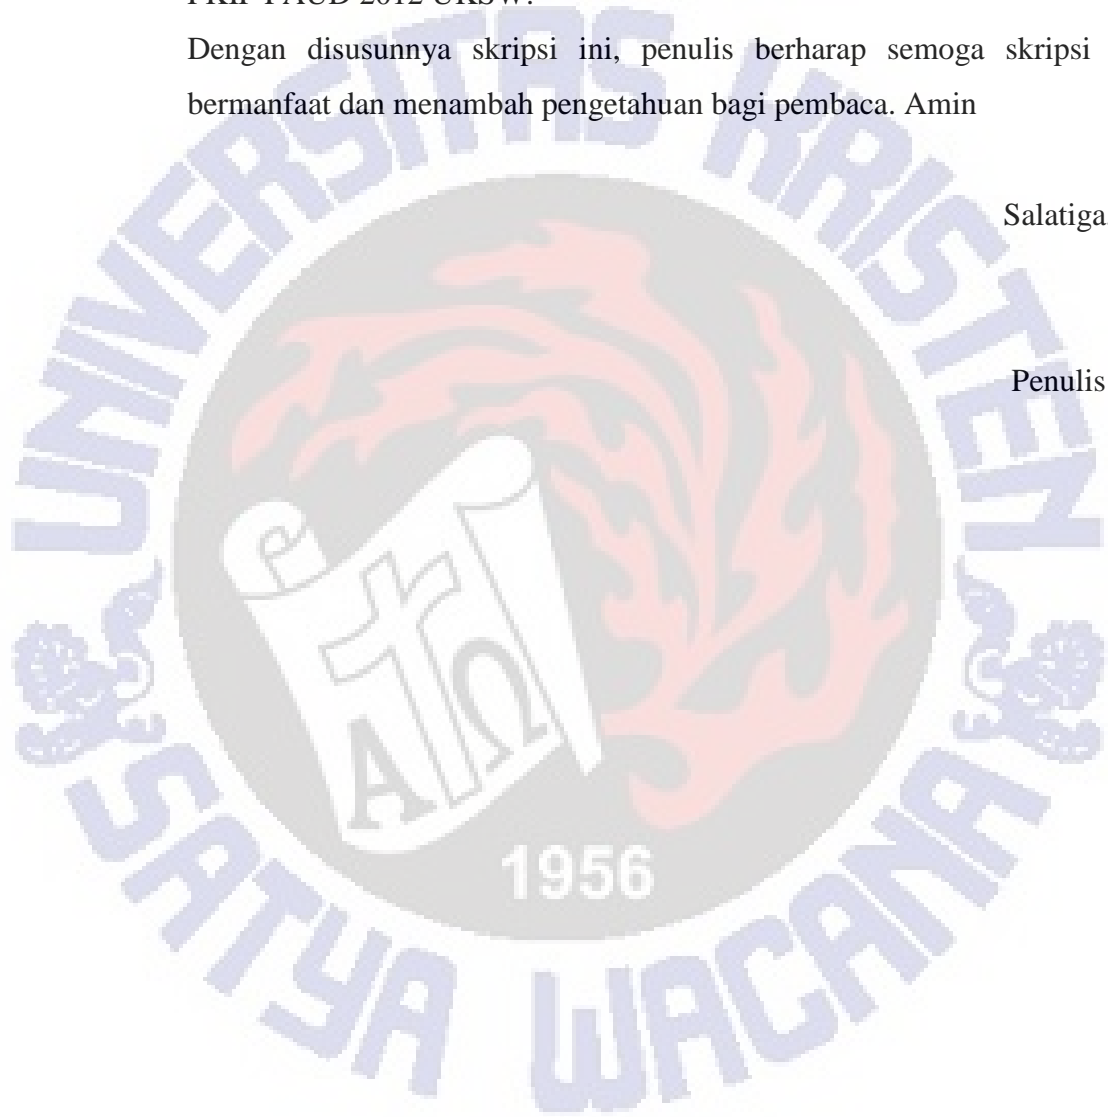 Dengan disusunnya skripsi ini, penulis berharap semoga skripsi
bermanfaat dan menambah pengetahuan bagi pembaca. Amin
Salatiga
Penulis
UNIVERSITAS KRISTEN
SATYA WACANA
Α Ω
1956